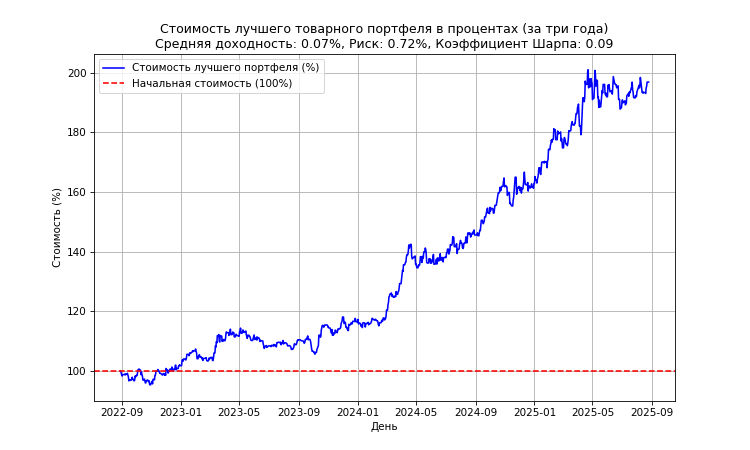 Стоимость лучшего товарного портфеля в процентах (за три года)
Средняя доходность: 0.07%, Риск: 0.72%, Коэффициент Шарпа: 0.09
Стоимость лучшего портфеля (%)
Начальная стоимость (100%)
Стоимость (%)
200
180
160
140
120
100
2022-09 2023-01 2023-05 2023-09 2024-01 2024-05 2024-09 2025-01 2025-05 2025-09
День